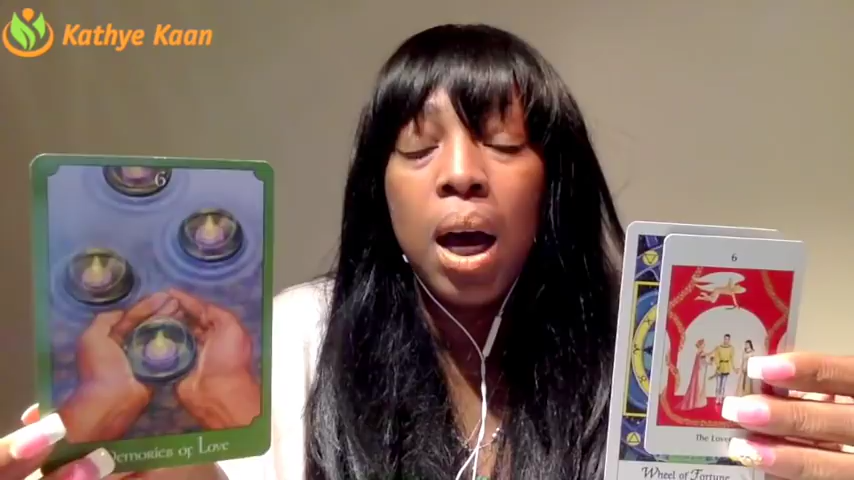 Kathye Kaan
6
6
Memories of Love
The Lovers
Wheel of Fortune